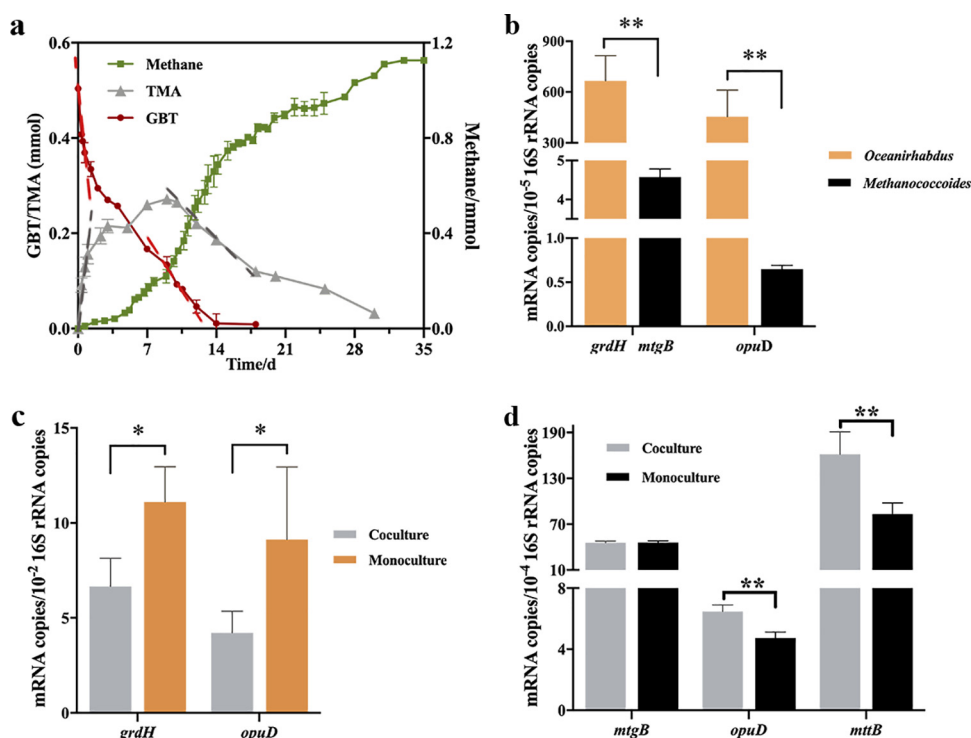 a
GBT/TMA (mmol)
0.6
0.4
0.2
0.0
Methane
TMA
GBT
1.2
0.8
0.4
0.0
Methane/mmol
0 7 14 21 28 35
Time/d
b
mRNA copies/10⁻⁵ 16S rRNA copies
900
600
300
5
4
1.0
0.5
0.0
**
**
Oceanirhabdus
Methanococcoides
grdH mtgB opuD
c
mRNA copies/10⁻² 16S rRNA copies
15
10
5
0
*
*
Coculture
Monoculture
grdH opuD
d
mRNA copies/10⁻⁴ 16S rRNA copies
190
130
70
10
8
4
0
Coculture
Monoculture
**
**
mtgB opuD mttB